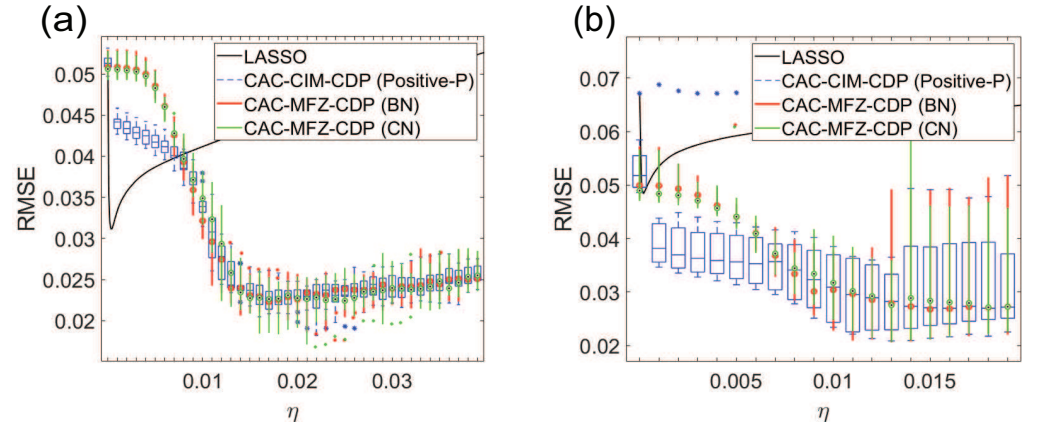 (a)
LASSO
CAC-CIM-CDP (Positive-P)
CAC-MFZ-CDP (BN)
CAC-MFZ-CDP (CN)
RMSE
0.05
0.045
0.04
0.035
0.03
0.025
0.02
0.01
0.02
0.03
η
(b)
LASSO
CAC-CIM-CDP (Positive-P)
CAC-MFZ-CDP (BN)
CAC-MFZ-CDP (CN)
RMSE
0.07
0.06
0.05
0.04
0.03
0.02
0.005
0.01
0.015
η